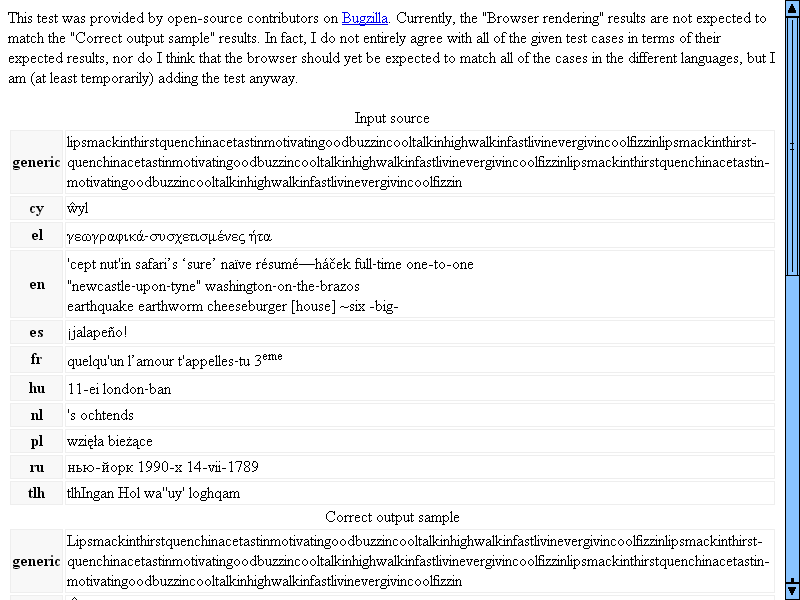 This test was provided by open-source contributors on Bugzilla. Currently, the "Browser rendering" results are not expected to
match the "Correct output sample" results. In fact, I do not entirely agree with all of the given test cases in terms of their
expected results, nor do I think that the browser should yet be expected to match all of the cases in the different languages, but I
am (at least temporarily) adding the test anyway.
Input source
generic lipsmackinthirstquenchinacetastinmotivatingoodbuzzincooltalkinhighwalkinfastlivinevergivincoolfizzinlipsmackinthirst-
quenchinacetastinmotivatingoodbuzzincooltalkinhighwalkinfastlivinevergivincoolfizzinlipsmackinthirstquenchinacetastin-
motivatingoodbuzzincooltalkinhighwalkinfastlivinevergivincoolfizzin
cy ŵyl
el γεωγραφικά-συσχετισμένες ήτα
en 'cept nut'in safari’s ‘sure’ naïve résumé—háček full-time one-to-one
"newcastle-upon-tyne" washington-on-the-brazos
earthquake earthworm cheeseburger [house] ~six -big-
es ¡jalapeño!
fr quelqu'un l’amour t'appelles-tu 3eme
hu 11-ei london-ban
nl 's ochtends
pl wzięła bieżące
ru нью-йорк 1990-х 14-vii-1789
tlh tlhIngan Hol wa''uy' loghqam
Correct output sample
generic Lipsmackinthirstquenchinacetastinmotivatingoodbuzzincooltalkinhighwalkinfastlivinevergivincoolfizzinlipsmackinthirst-
quenchinacetastinmotivatingoodbuzzincooltalkinhighwalkinfastlivinevergivincoolfizzinlipsmackinthirstquenchinacetastin-
motivatingoodbuzzincooltalkinhighwalkinfastlivinevergivincoolfizzin